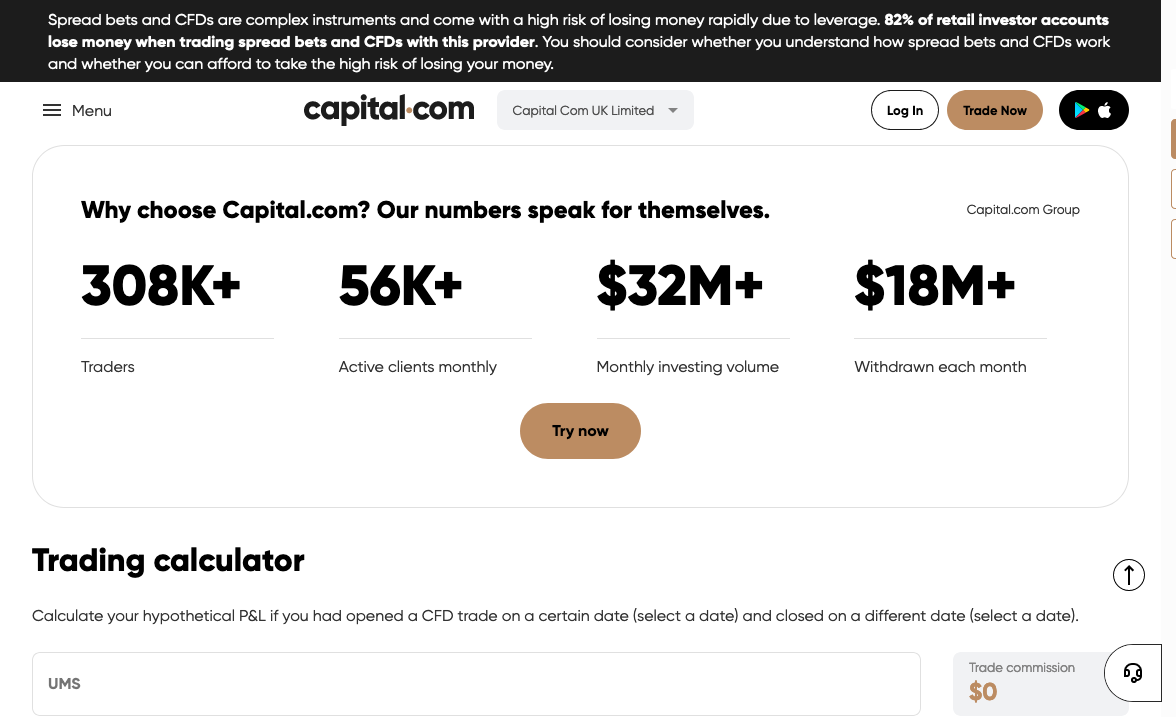 Spread bets and CFDs are complex instruments and come with a high risk of losing money rapidly due to leverage. 82% of retail investor accounts
lose money when trading spread bets and CFDs with this provider. You should consider whether you understand how spread bets and CFDs work
and whether you can afford to take the high risk of losing your money.
Menu
capital.com
Capital Com UK Limited
Log In
Trade Now
Why choose Capital.com? Our numbers speak for themselves.
Capital.com Group
308K+
56K+
$32M+
$18M+
Traders
Active clients monthly
Monthly investing volume
Withdrawn each month
Try now
Trading calculator
Calculate your hypothetical P&L if you had opened a CFD trade on a certain date (select a date) and closed on a different date (select a date).
UMS
Trade commission
$0